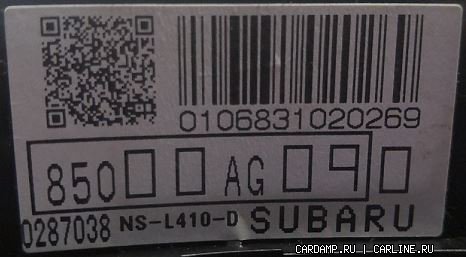 0106831020269
850□□AG□9□
0287038 NS-L410-D SUBARU
CARDAMP.RU | CARLINE.RU